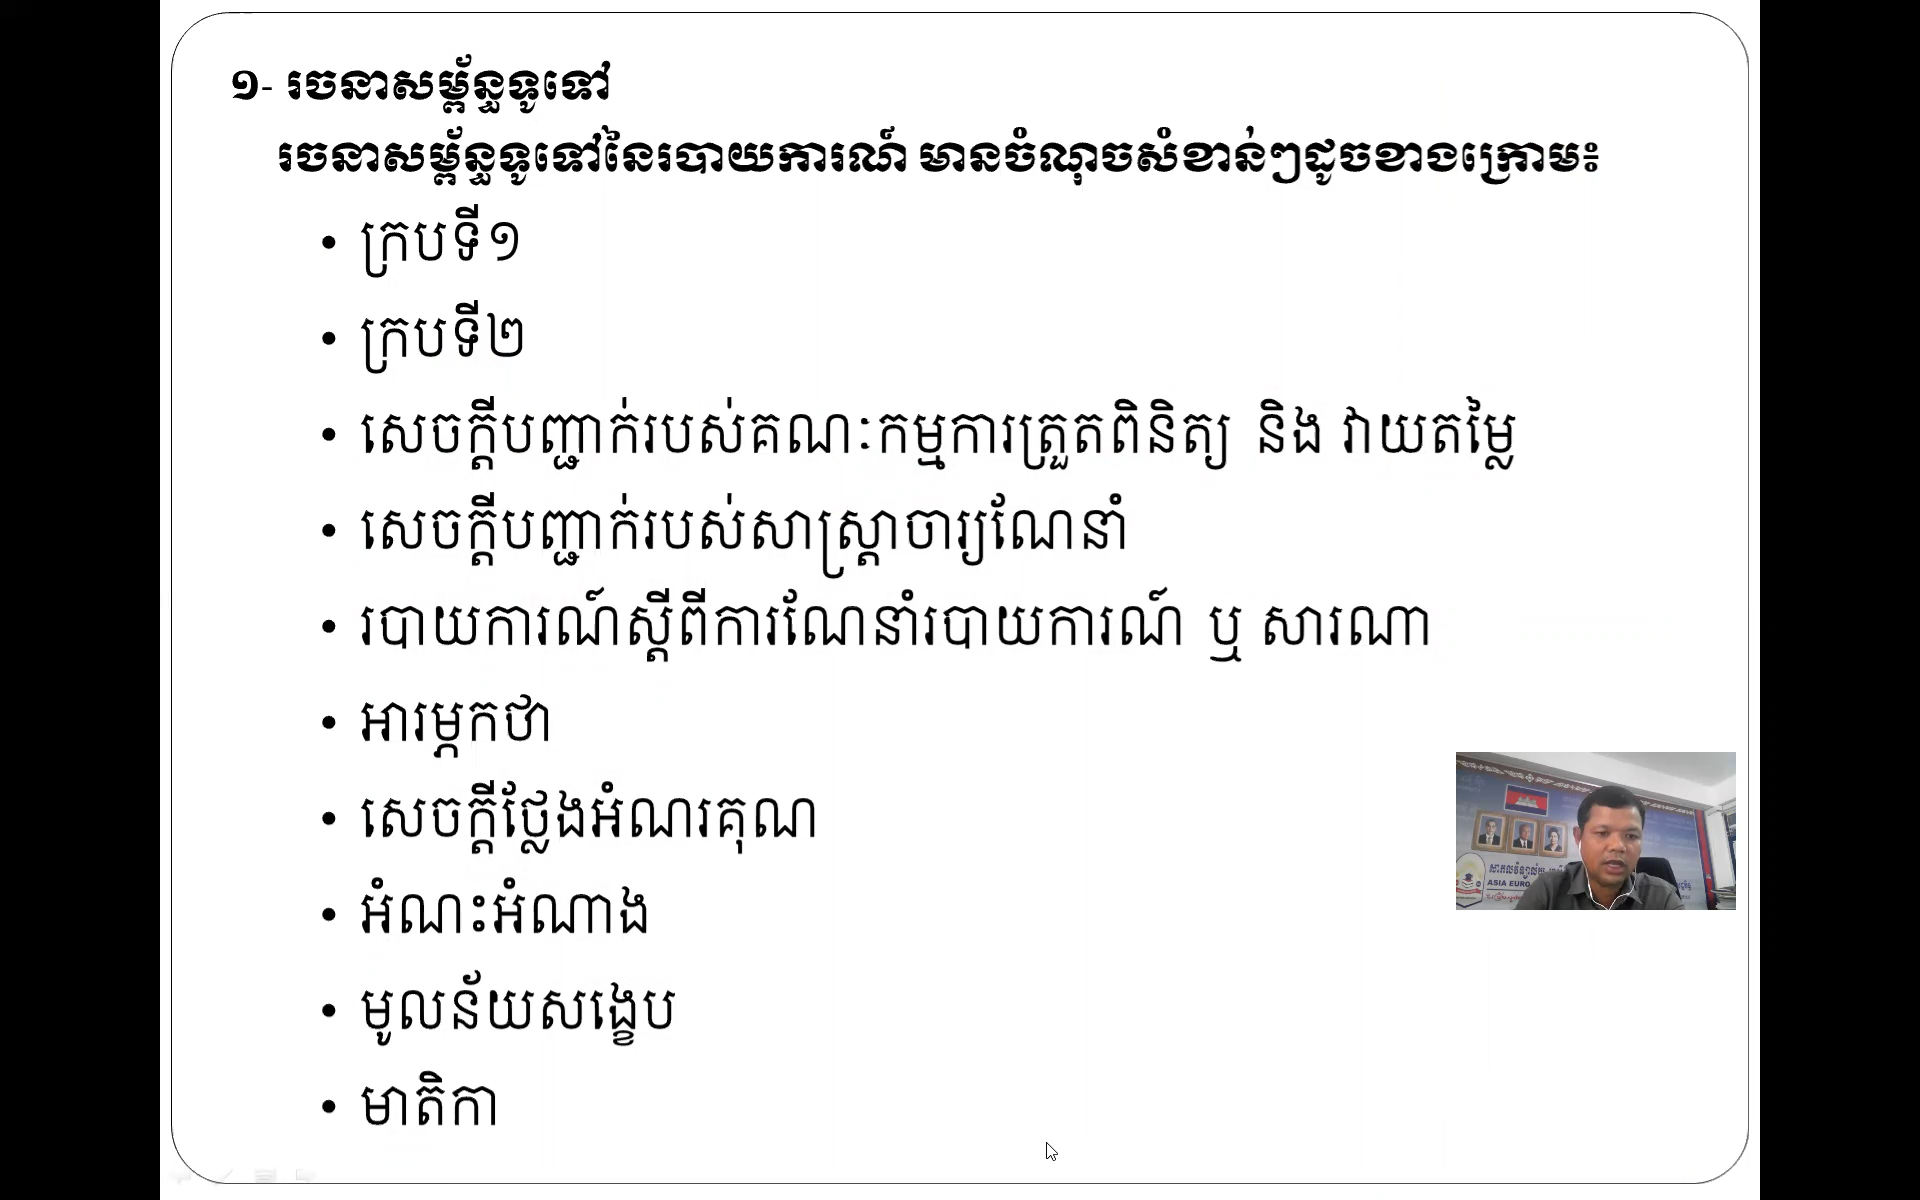 ១- រចនាសម្ព័ន្ធទូទៅ
រចនាសម្ព័ន្ធទូទៅនៃរបាយការណ៍ មានចំណុចសំខាន់ៗដូចខាងក្រោម៖
• ក្របទី១
• ក្របទី២
• សេចក្តីបញ្ជាក់របស់គណៈកម្មការត្រួតពិនិត្យ និង វាយតម្លៃ
• សេចក្តីបញ្ជាក់របស់សាស្ត្រាចារ្យណែនាំ
• របាយការណ៍ស្តីពីការណែនាំរបាយការណ៍ ឬ សារណា
• អារម្ភកថា
• សេចក្តីថ្លែងអំណរគុណ
• អំណះអំណាង
• មូលន័យសង្ខេប
• មាតិកា
ASIA EURO